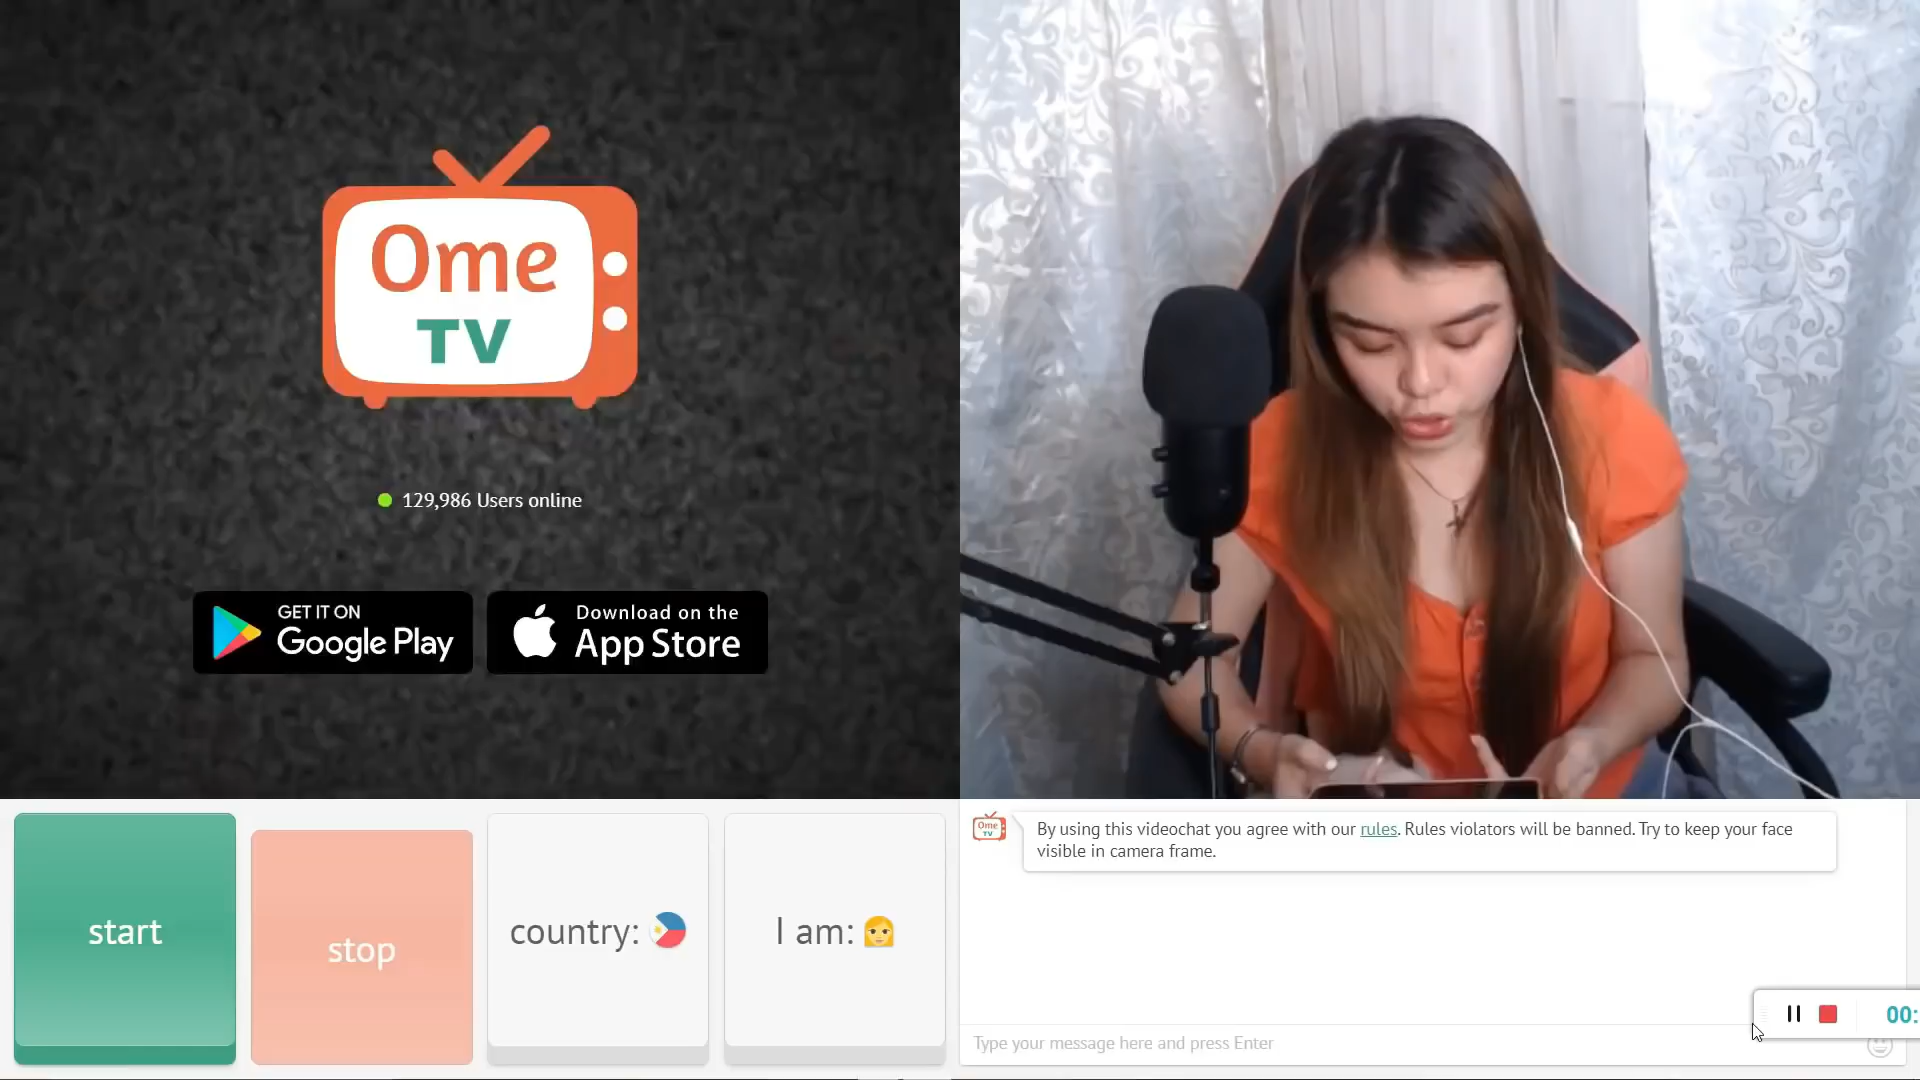 Ome
TV
129,986 Users online
GET IT ON
Google Play
Download on the
App Store
start
stop
country:
I am:
Ome
TV
By using this videochat you agree with our rules. Rules violators will be banned. Try to keep your face
visible in camera frame.
Type your message here and press Enter
00: